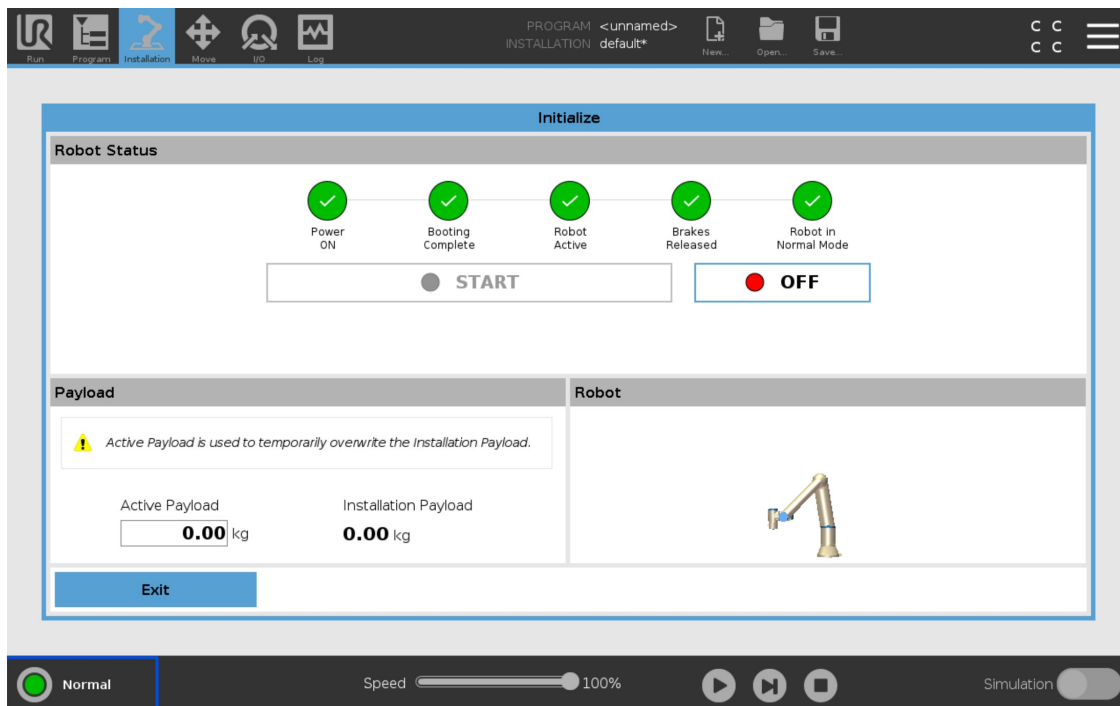 PROGRAM <unnamed>
INSTALLATION default*
Run Program Installation Move I/O Log
New... Open... Save...
C C
C C
Initialize
Robot Status
Power ON
Booting Complete
Robot Active
Brakes Released
Robot in Normal Mode
START
OFF
Payload
Robot
Active Payload is used to temporarily overwrite the Installation Payload.
Active Payload
Installation Payload
0.00 kg
0.00 kg
Exit
Normal
Speed
100%
Simulation